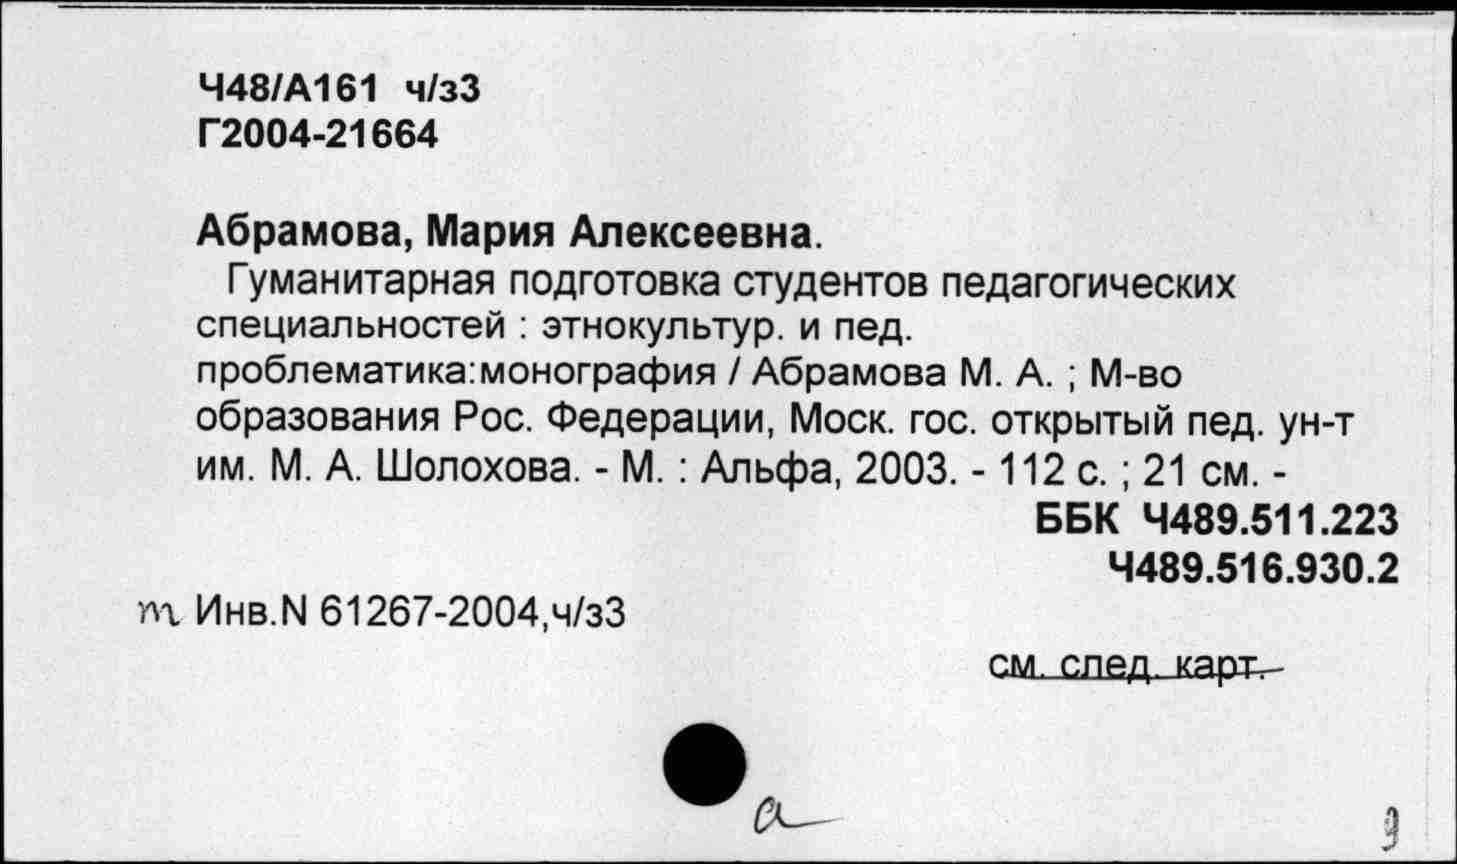 Ч48/А161 ч/з3
Г2004-21664
Абрамова, Мария Алексеевна.
Гуманитарная подготовка студентов педагогических
специальностей : этнокультур. и пед.
проблематика:монография / Абрамова М. А. ; М-во
образования Рос. Федерации, Моск. гос. открытый пед. ун-т
им. М. А. Шолохова. - М. : Альфа, 2003. - 112 с. ; 21 см. -
ББК Ч489.511.223
Ч489.516.930.2
т Инв.N 61267-2004,ч/з3
см. след. карт.
а